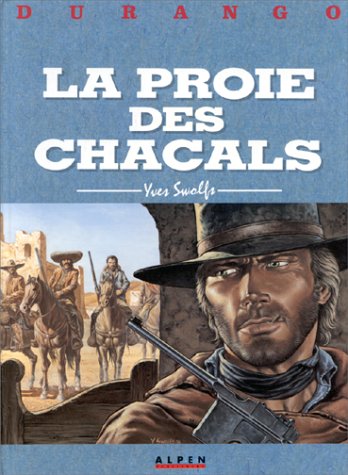 DURANGO
LA PROIE
DES
CHACALS
Yves Swolfs
ALPEN